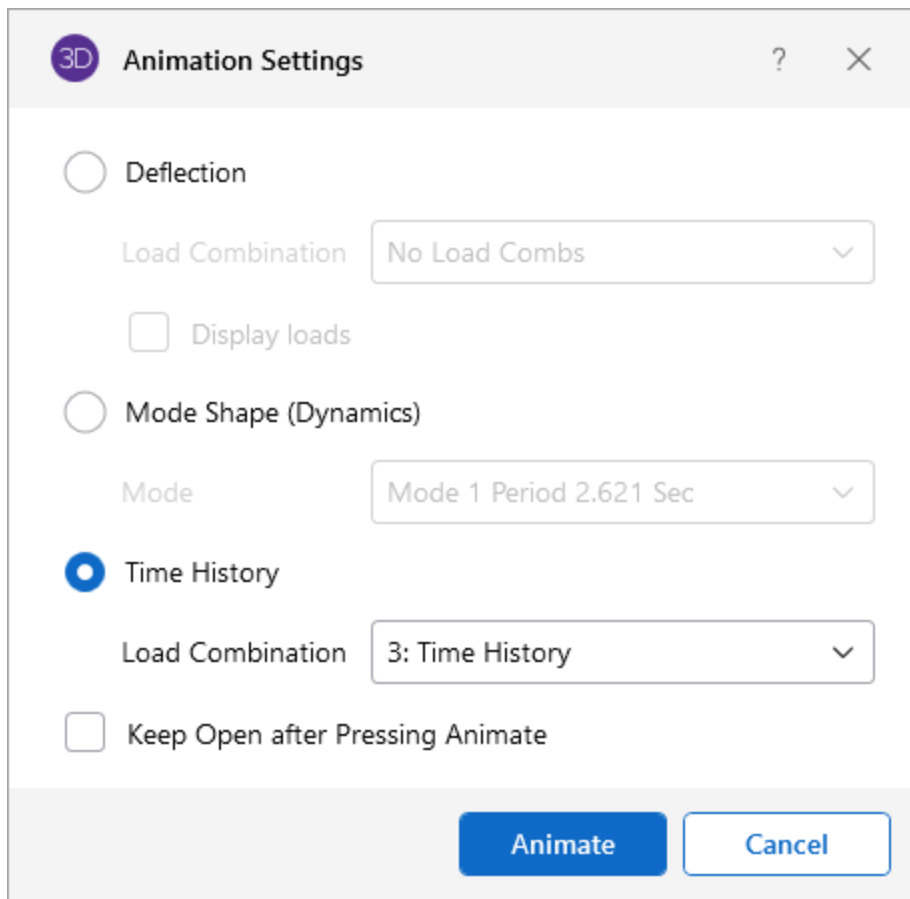 3D Animation Settings ?
Deflection
Load Combination No Load Combs
Display loads
Mode Shape (Dynamics)
Mode Mode 1 Period 2.621 Sec
Time History
Load Combination 3: Time History
Keep Open after Pressing Animate
Animate Cancel